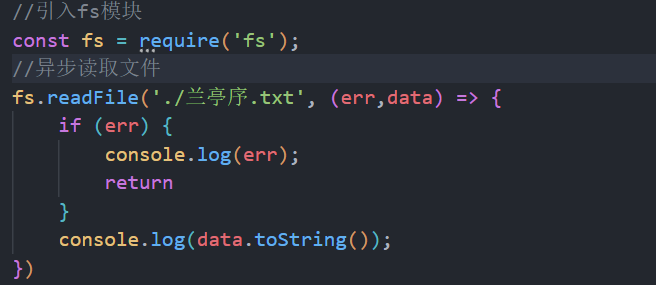 //引入fs模块
const fs = require('fs');
//异步读取文件
fs.readFile('./兰亭序.txt', (err,data) => {
    if (err) {
        console.log(err);
        return
    }
    console.log(data.toString());
})